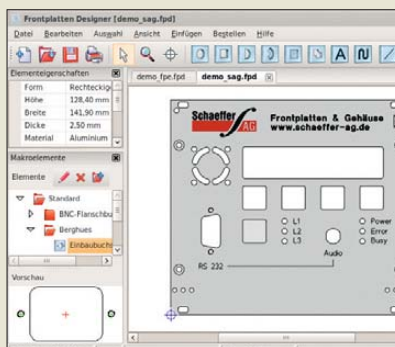 Frontplatten Designer [demo_sag.fpd]
Datei Bearbeiten Auswahl Ansicht Einfügen Bestellen Hilfe
Elementeigenschaften
Form Rechteckig
Höhe 128,40 mm
Breite 141,90 mm
Dicke 2,50 mm
Material Aluminium
Makroelemente
Elemente
Standard
BNC-Flanschbu
Berghues
Einbaubuchs
Vorschau
demo_fpe.fpd demo_sag.fpd
Schaeffer
AG
Frontplatten & Gehäuse
www.schaeffer-ag.de
L1
L2
L3
Power
Error
Busy
Audio
RS 232